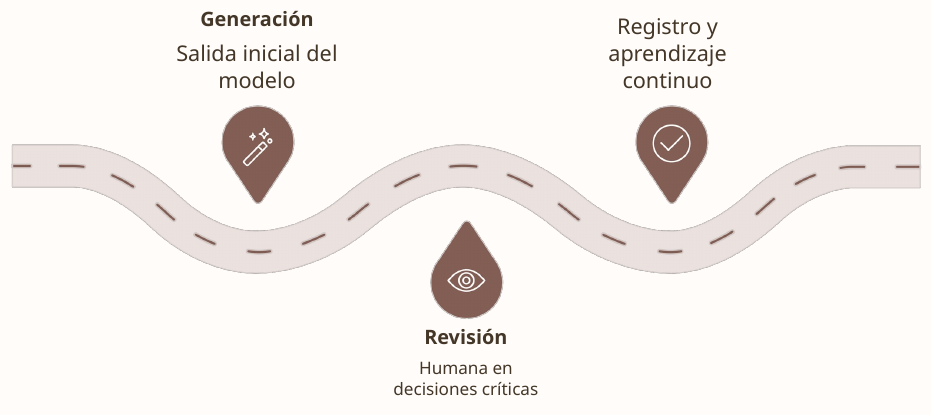 Generación
Salida inicial del
modelo
Registro y
aprendizaje
continuo
Revisión
Humana en
decisiones críticas